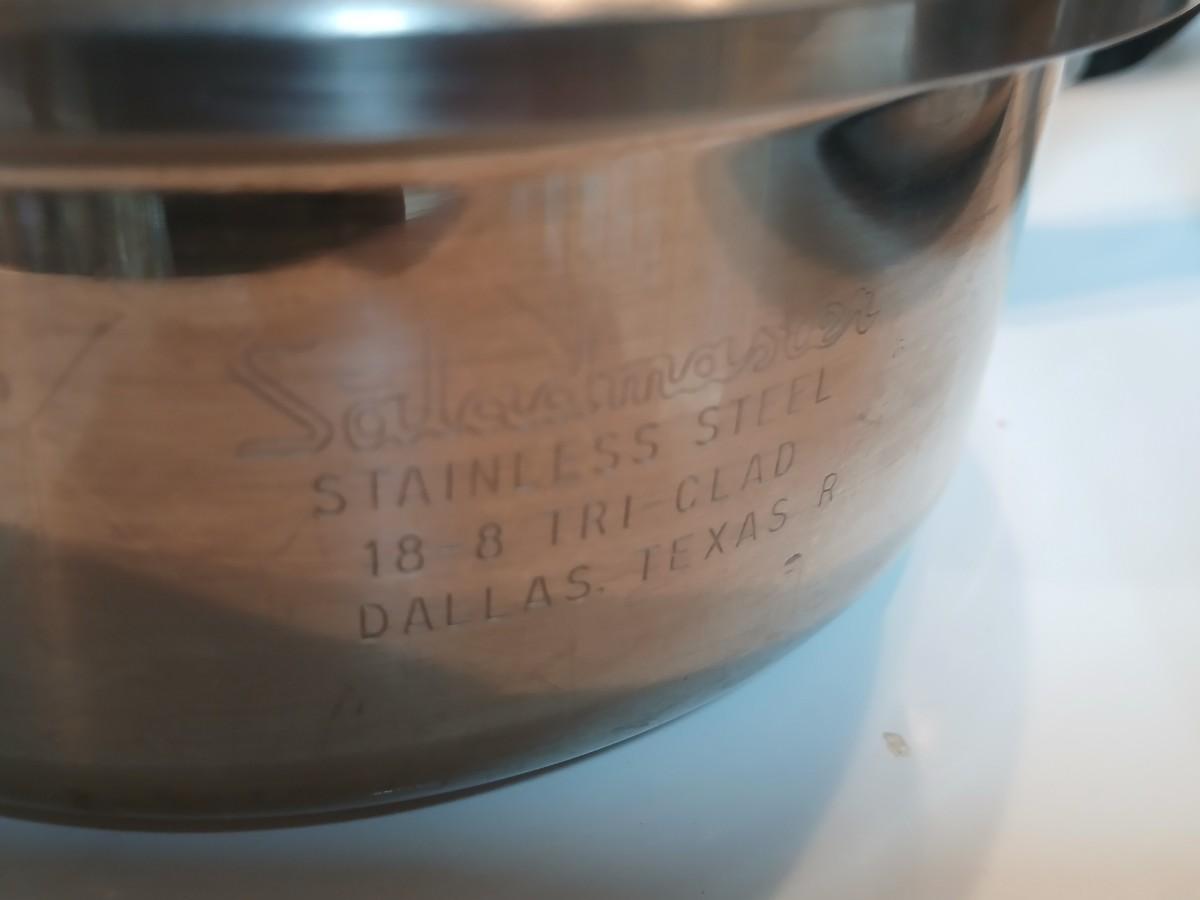 Saladmaster
STAINLESS STEEL
18-8 TRI-CLAD
DALLAS. TEXAS R